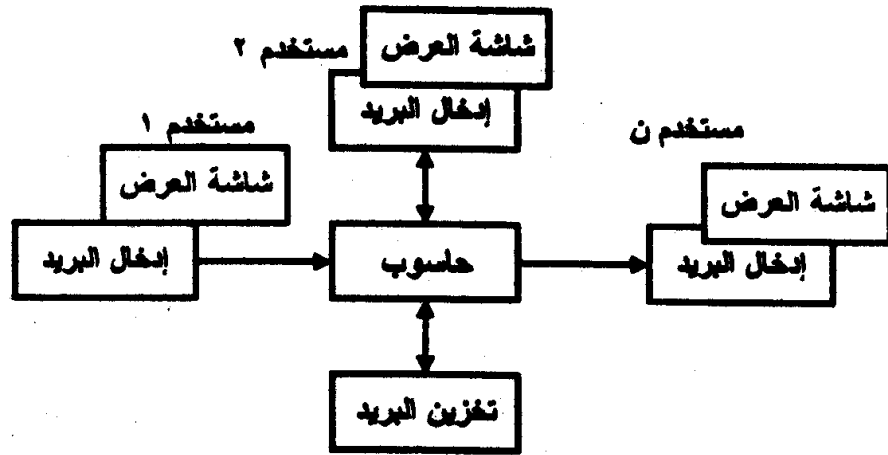 شاشة العرض
مستخدم ٢
إدخال البريد
مستخدم ١
مستخدم ن
شاشة العرض
شاشة العرض
إدخال البريد
حاسوب
إدخال البريد
تخزين البريد